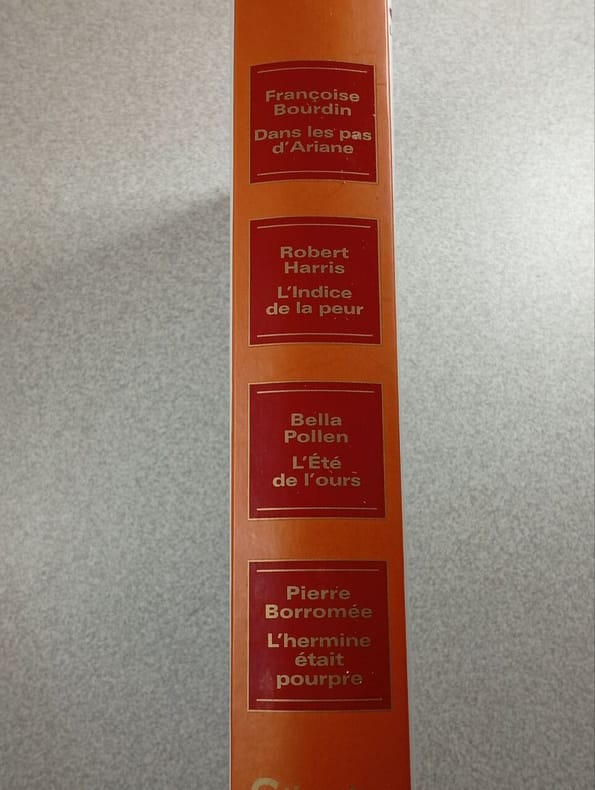 Françoise
Bourdin
Dans les pas
d'Ariane
Robert
Harris
L'Indice
de la peur
Bella
Pollen
L'Été
de l'ours
Pierre
Borromée
L'hermine
était
pourpre